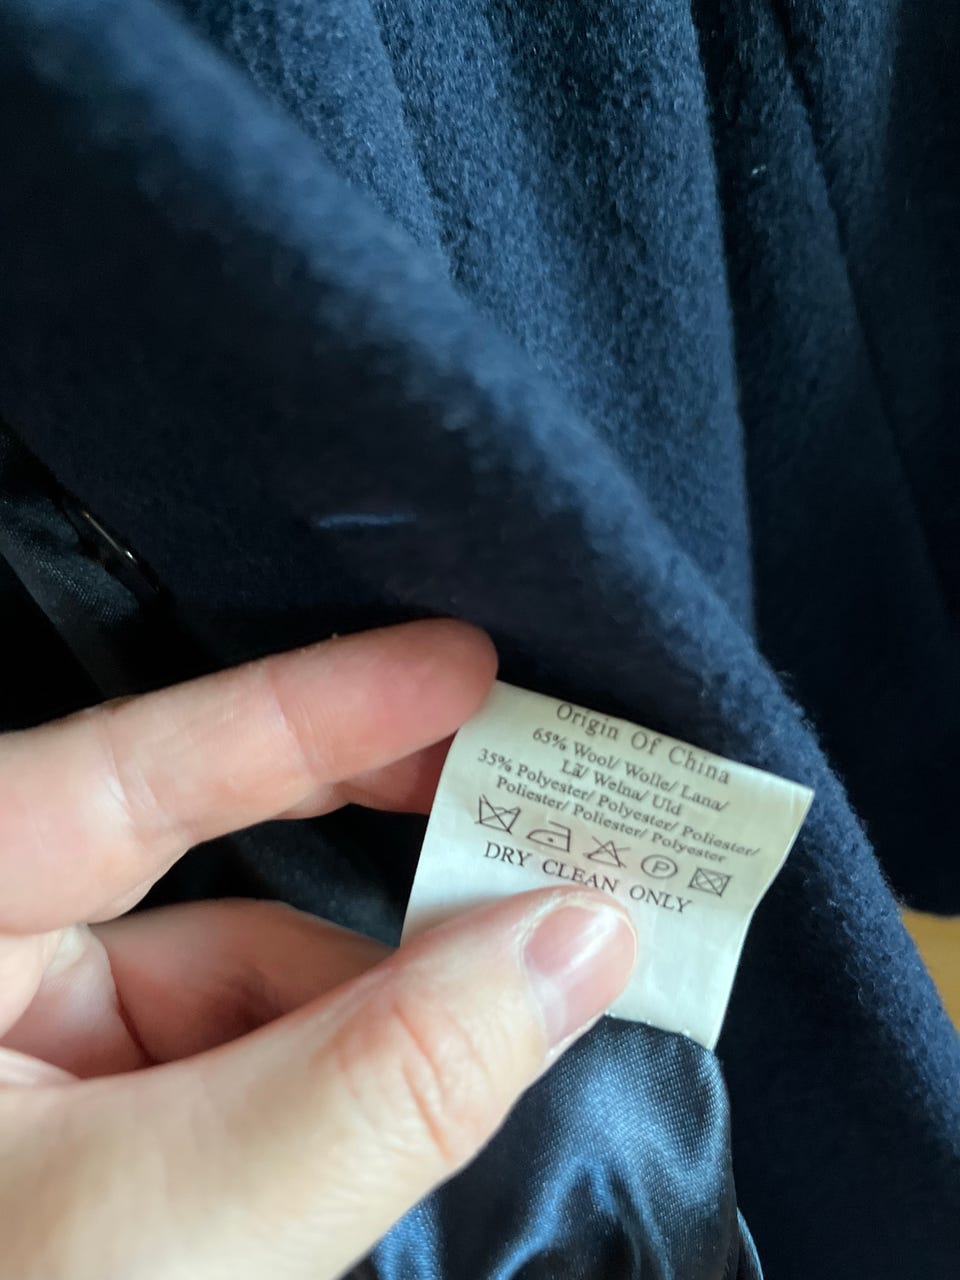 Origin Of China
65% Wool/ Wolle/ Lana/
Lã/ Welna/ Uld
35% Polyester/ Polyester/ Poliester/
Poliester/ Poliester/ Polyester
P
DRY CLEAN ONLY